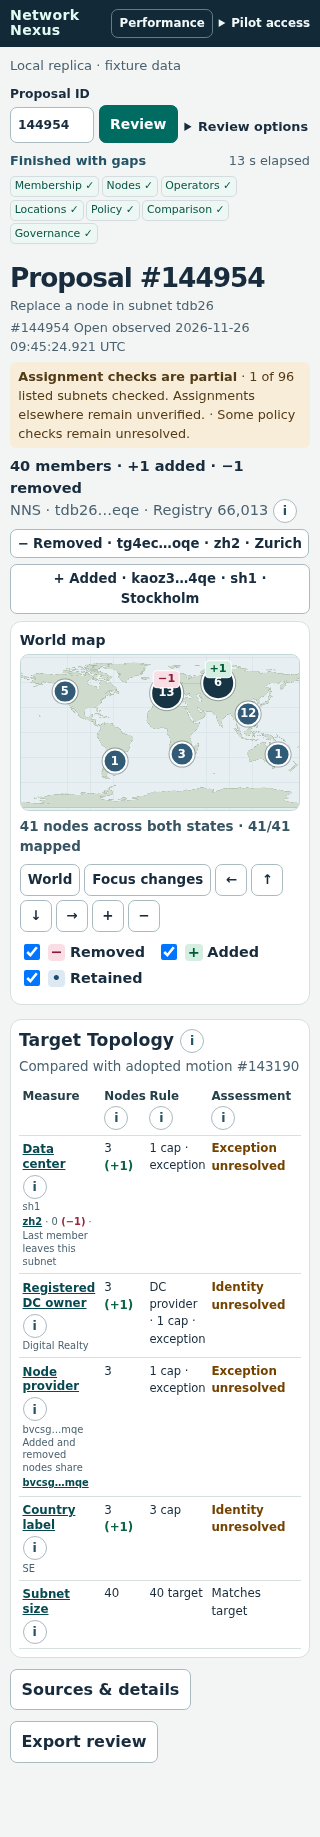 Network
Nexus
Performance
▶ Pilot access
Local replica · fixture data
Proposal ID
144954
Review
▶ Review options
Finished with gaps
13 s elapsed
Membership ✓
Nodes ✓
Operators ✓
Locations ✓
Policy ✓
Comparison ✓
Governance ✓
Proposal #144954
Replace a node in subnet tdb26
#144954 Open observed 2026-11-26
09:45:24.921 UTC
Assignment checks are partial · 1 of 96
listed subnets checked. Assignments
elsewhere remain unverified. · Some policy
checks remain unresolved.
40 members · +1 added · −1
removed
NNS · tdb26…eqe · Registry 66,013 i
− Removed · tg4ec…oqe · zh2 · Zurich
+ Added · kaoz3…4qe · sh1 ·
Stockholm
World map
5
−1
13
+1
6
12
1
3
1
41 nodes across both states · 41/41
mapped
World
Focus changes
←
↑
↓
→
+
−
− Removed
+ Added
• Retained
Target Topology i
Compared with adopted motion #143190
Measure
Nodes
i
Rule
i
Assessment
i
Data
center
i
sh1
zh2 · 0 (−1) ·
Last member
leaves this
subnet
3
(+1)
1 cap ·
exception
Exception
unresolved
Registered
DC owner
i
Digital Realty
3
(+1)
DC
provider
· 1 cap ·
exception
Identity
unresolved
Node
provider
i
bvcsg…mqe
Added and
removed
nodes share
bvcsg…mqe
3
1 cap ·
exception
Exception
unresolved
Country
label
i
SE
3
(+1)
3 cap
Identity
unresolved
Subnet
size
i
40
40 target
Matches
target
Sources & details
Export review